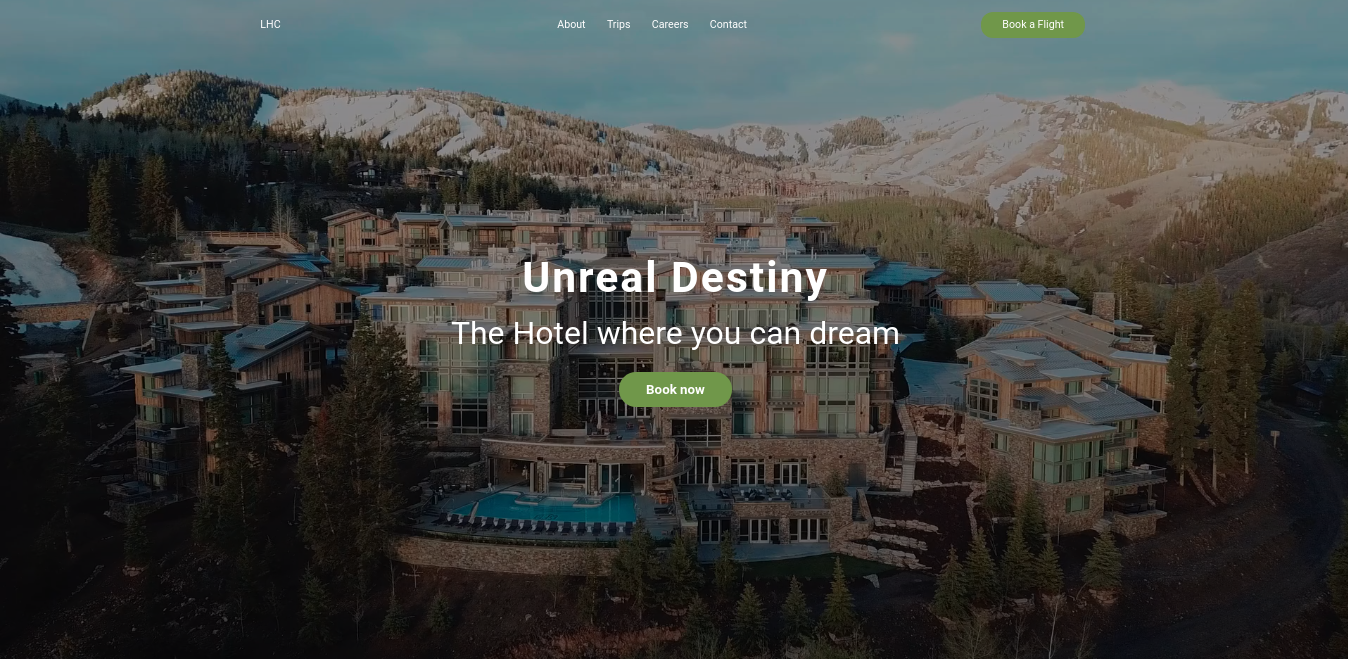 LHC
About Trips Careers Contact
Book a Flight
Unreal Destiny
The Hotel where you can dream
Book now